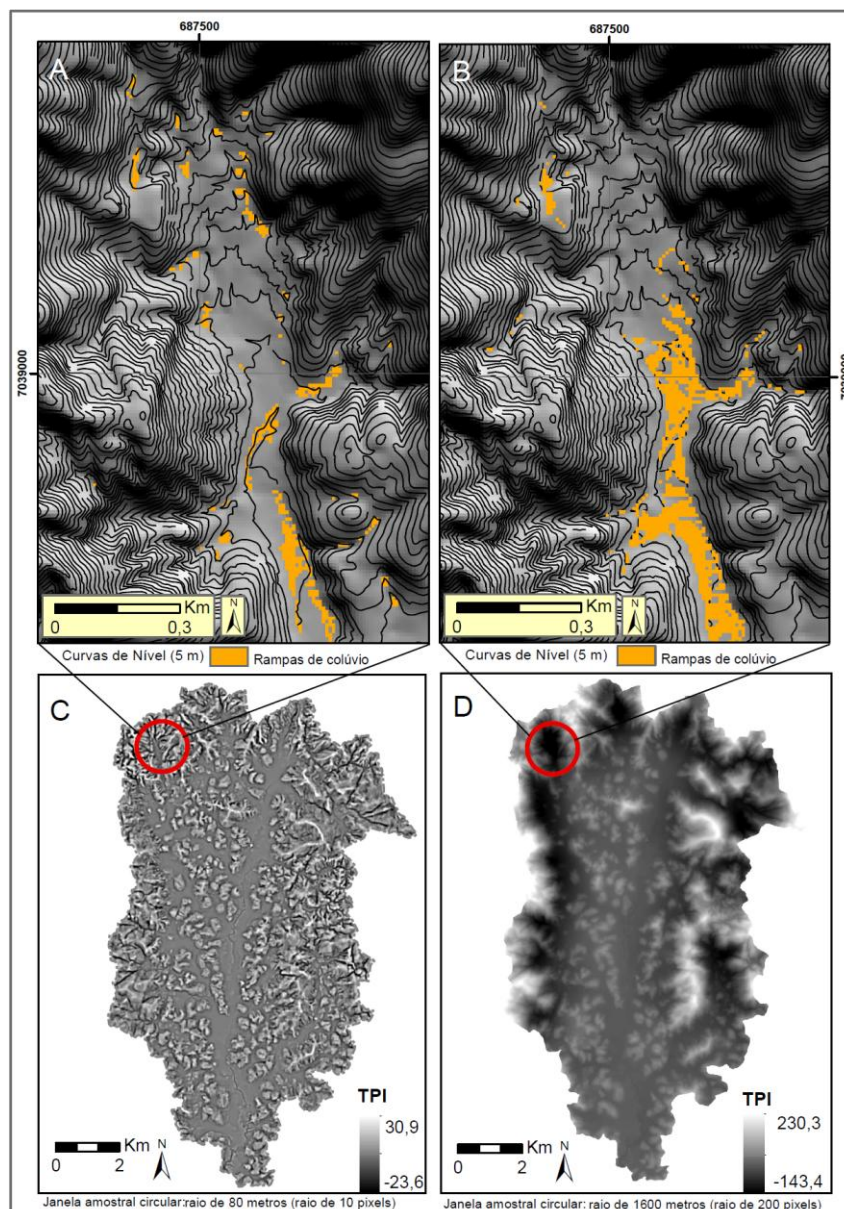 687500
687500
A
B
7039000
7039000
Km
0
0,3
N
Km
0
0,3
N
Curvas de Nível (5 m)
Rampas de colúvio
Curvas de Nível (5 m)
Rampas de colúvio
C
D
TPI
30,9
-23,6
Km
0
2
N
TPI
230,3
-143,4
Km
0
2
N
Janela amostral circular:raio de 80 metros (raio de 10 pixels)
Janela amostral circular: raio de 1600 metros (raio de 200 pixels)